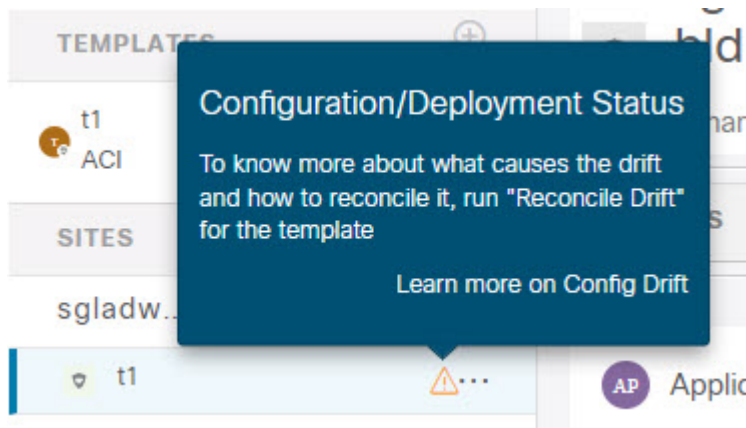 TEMPLATES
t1
ACI
SITES
sgladw...
t1
Configuration/Deployment Status
To know more about what causes the drift
and how to reconcile it, run "Reconcile Drift"
for the template
Learn more on Config Drift
AP
Applic